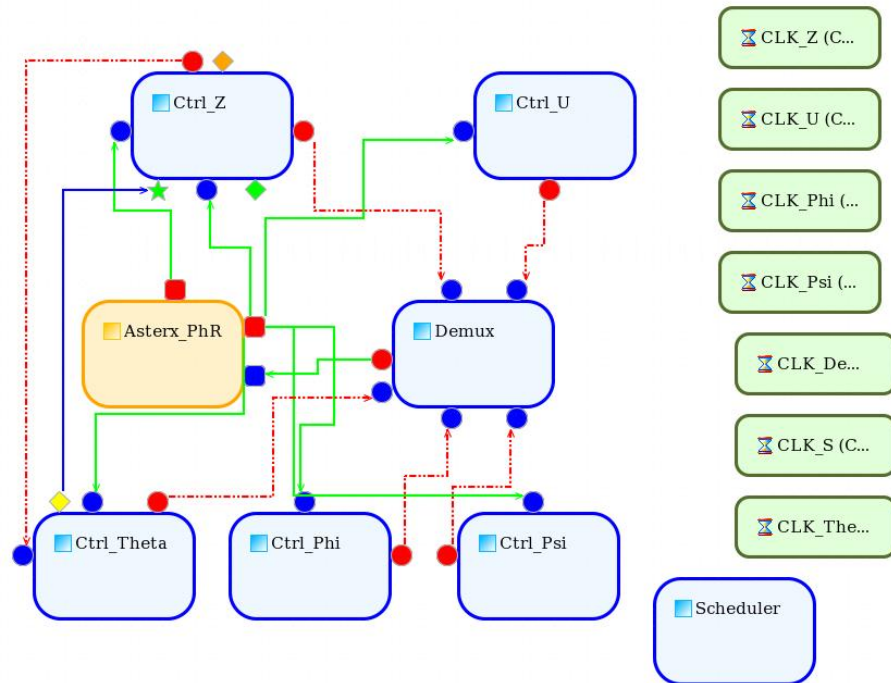 CLK_Z (C...
Ctrl_Z
Ctrl_U
CLK_U (C...
CLK_Phi (...
CLK_Psi (...
Asterx_PhR
Demux
CLK_De...
CLK_S (C...
CLK_The...
Ctrl_Theta
Ctrl_Phi
Ctrl_Psi
Scheduler